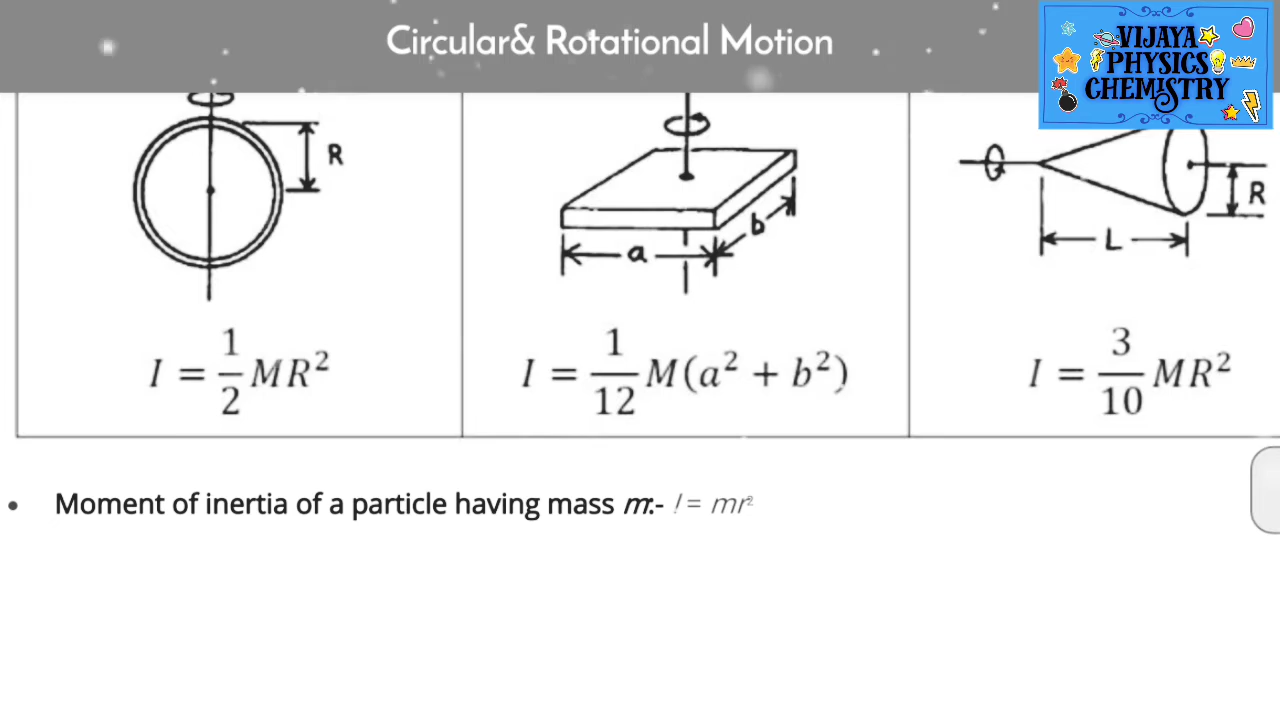 Circular& Rotational Motion
VIJAYA
PHYSICS
CHEMISTRY
R
a
b
L
R
I = 1/2 MR²
I = 1/12 M(a² + b²)
I = 3/10 MR²
• Moment of inertia of a particle having mass m:- I = mr²